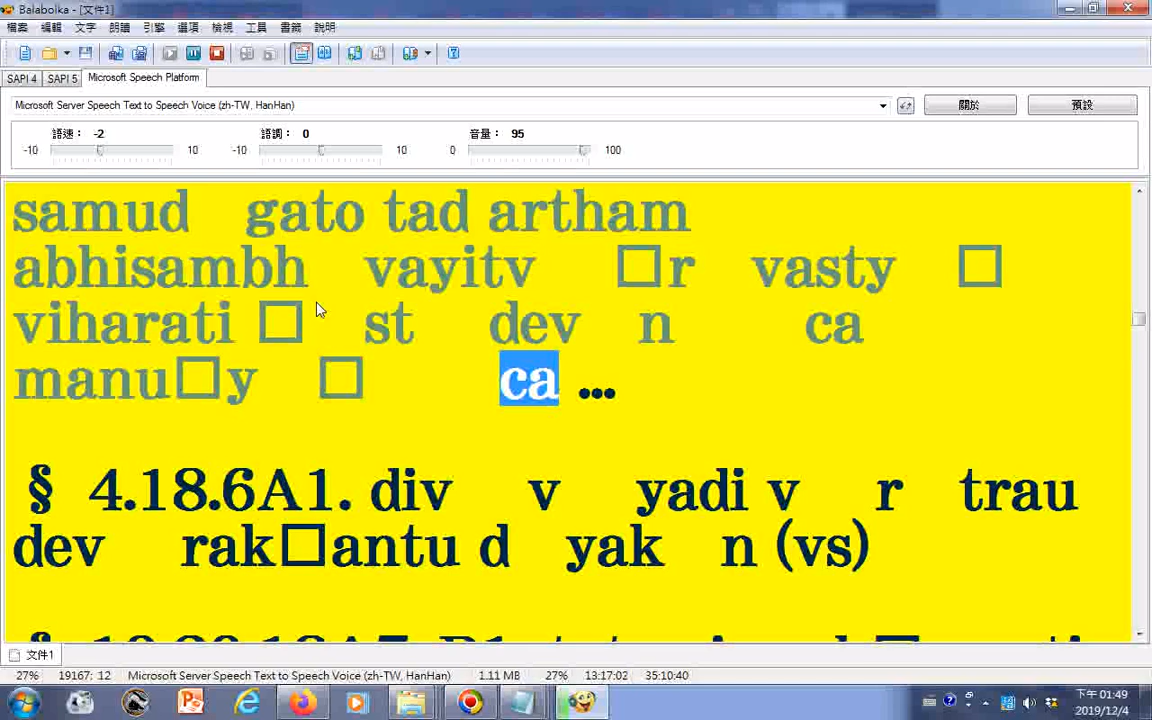 Balabolka - [文件1]
檔案 編輯 文字 朗讀 引擎 選項 檢視 工具 書籤 說明
SAPI 4 SAPI 5 Microsoft Speech Platform
Microsoft Server Speech Text to Speech Voice (zh-TW, HanHan) 關於 預設
語速： -2 語調： 0 音量： 95
-10 10 -10 10 0 100
samud gato tad artham
abhisambh vayitv □r vasty □
viharati □ st dev n ca
manu□y □ ca ...
§ 4.18.6A1. div v yadi v r trau
dev rak□antu d yak n (vs)
文件1
27% 19167: 12 Microsoft Server Speech Text to Speech Voice (zh-TW, HanHan) 1.11 MB 27% 13:17:02 35:10:40
下午 01:49
2019/12/4